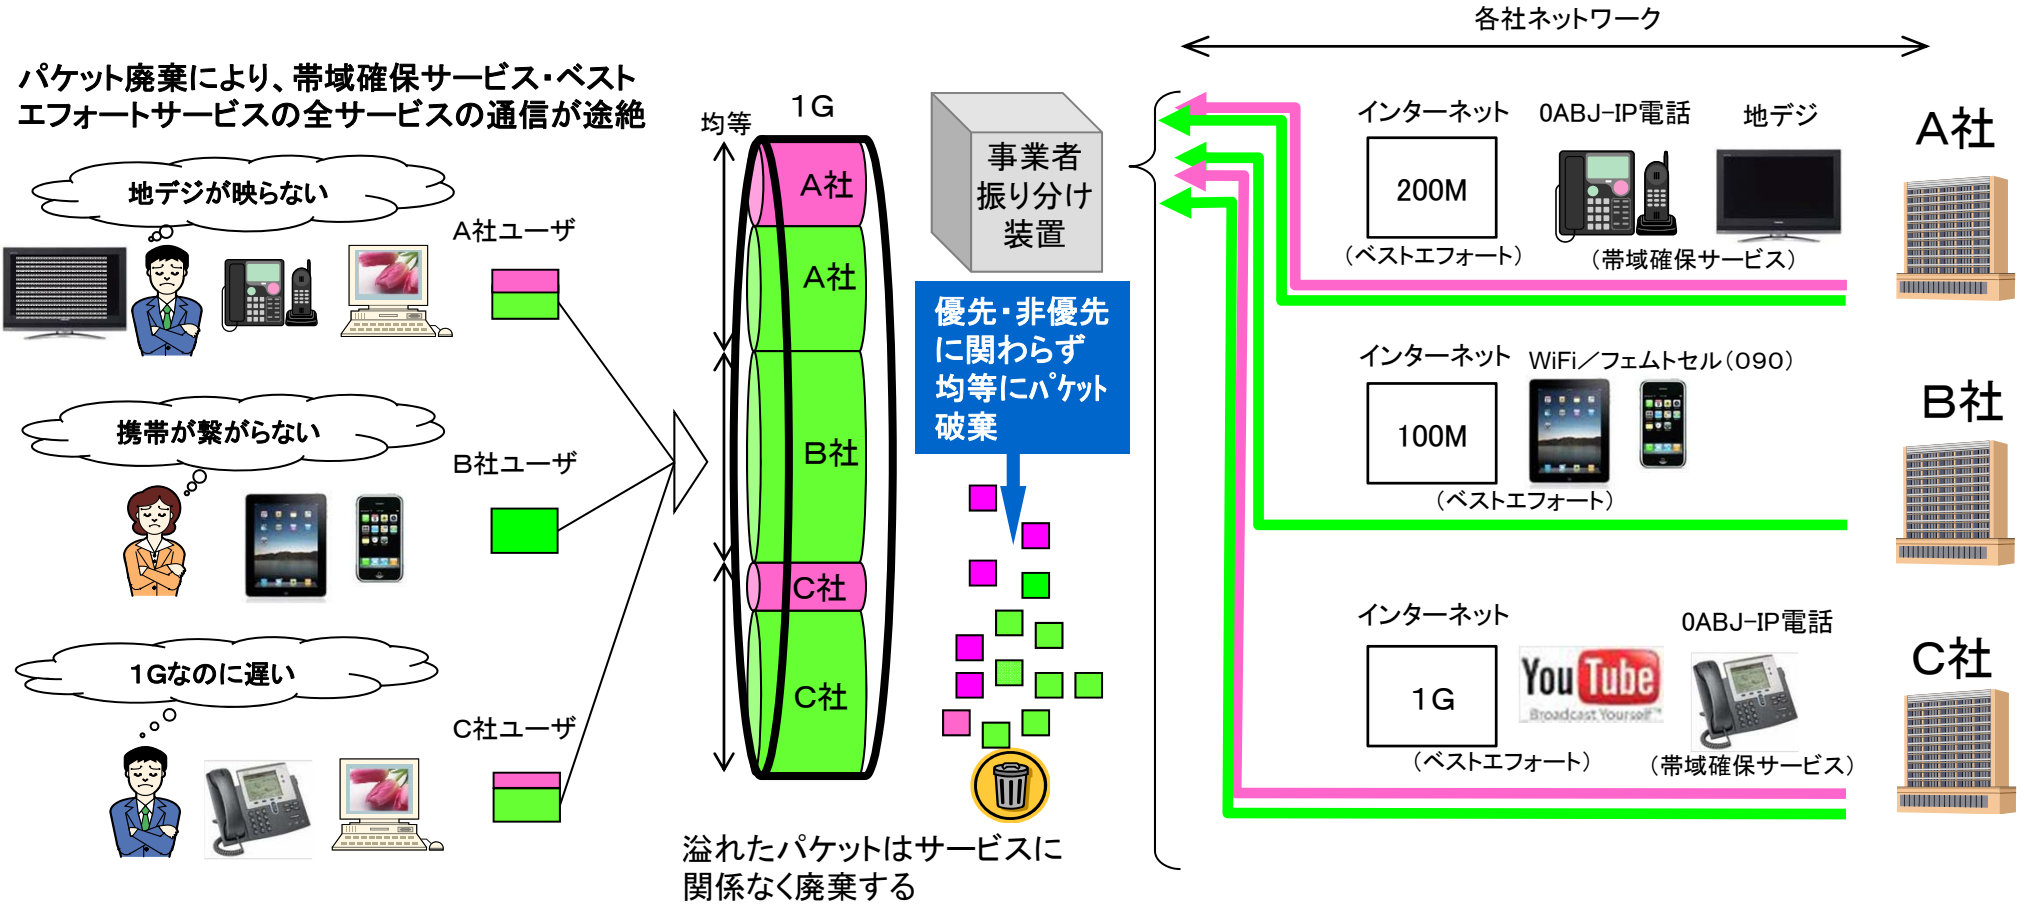 各社ネットワーク
パケット廃棄により、帯域確保サービス・ベスト
エフォートサービスの全サービスの通信が途絶
均等
1G
A社
A社
B社
C社
C社
事業者
振り分け
装置
優先・非優先
に関わらず
均等にﾊﾟｹｯﾄ
破棄
溢れたパケットはサービスに
関係なく廃棄する
地デジが映らない
A社ユーザ
携帯が繋がらない
B社ユーザ
1Gなのに遅い
C社ユーザ
インターネット
0ABJ-IP電話
地デジ
A社
200M
（ベストエフォート）
（帯域確保サービス）
インターネット
WiFi／フェムトセル（090）
B社
100M
（ベストエフォート）
インターネット
0ABJ-IP電話
C社
1G
You Tube
Broadcast Yourself™
（ベストエフォート）
（帯域確保サービス）